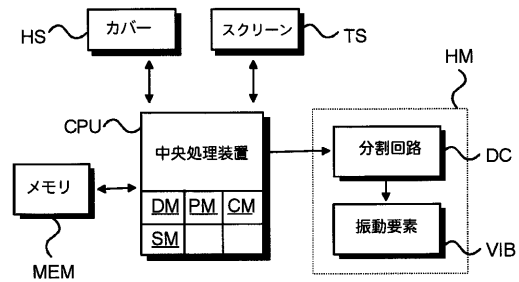 HS
カバー
スクリーン
TS
HM
CPU
中央処理装置
分割回路
DC
メモリ
DM PM CM
SM
振動要素
VIB
MEM